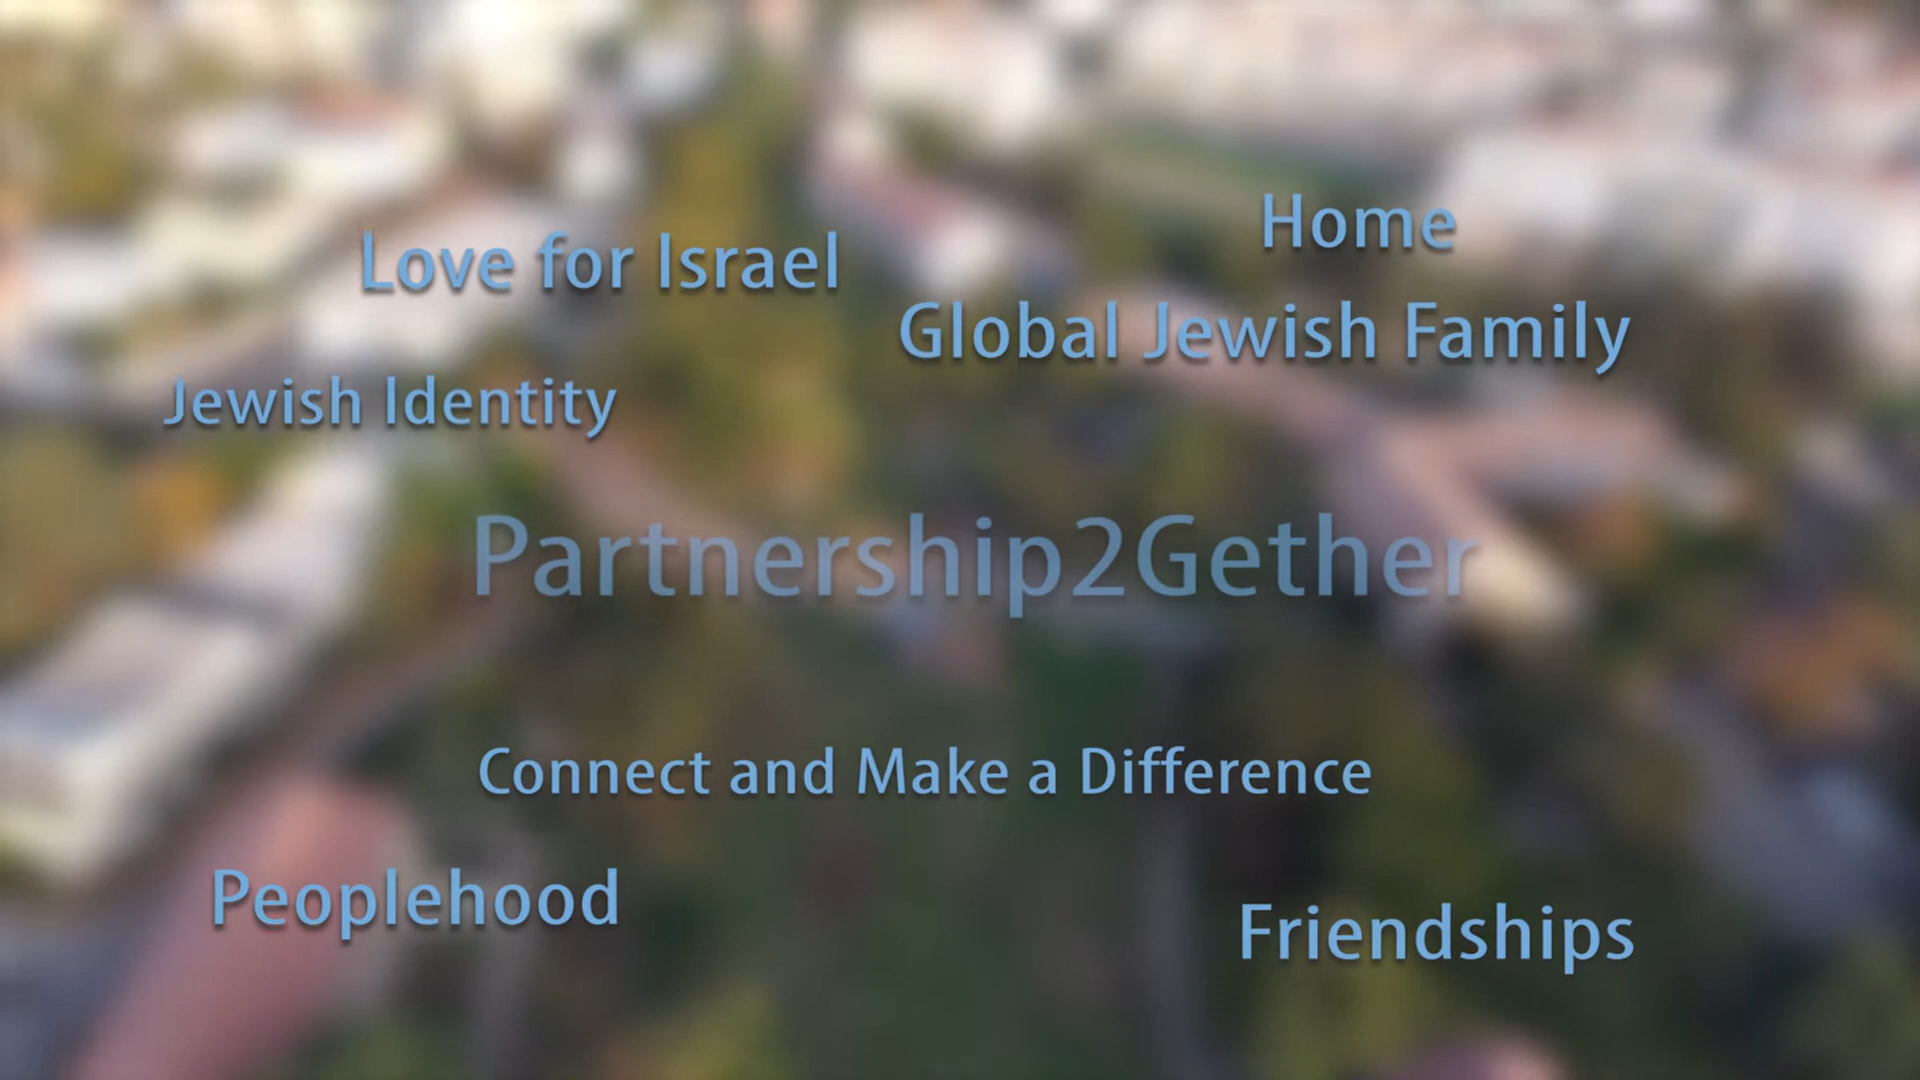 Home
Love for Israel
Global Jewish Family
Jewish Identity
Partnership2Gether
Connect and Make a Difference
Peoplehood
Friendships